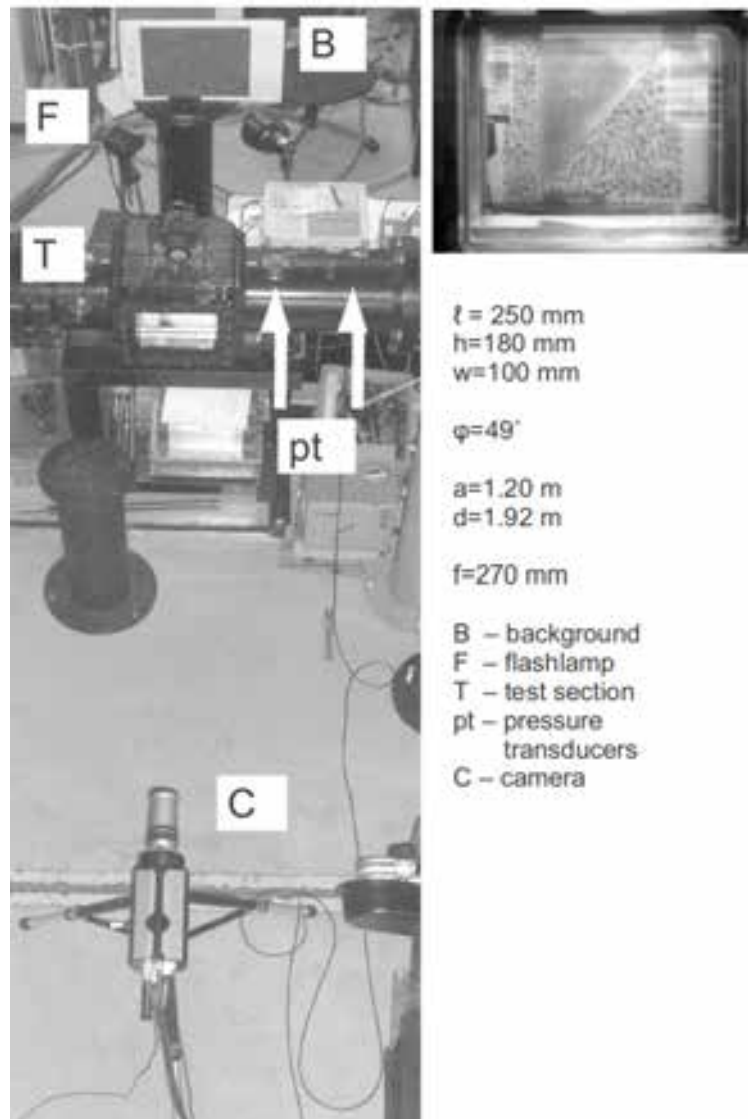 B
F
T
pt
C
ℓ = 250 mm
h=180 mm
w=100 mm
φ=49°
a=1.20 m
d=1.92 m
f=270 mm
B – background
F – flashlamp
T – test section
pt – pressure
transducers
C – camera